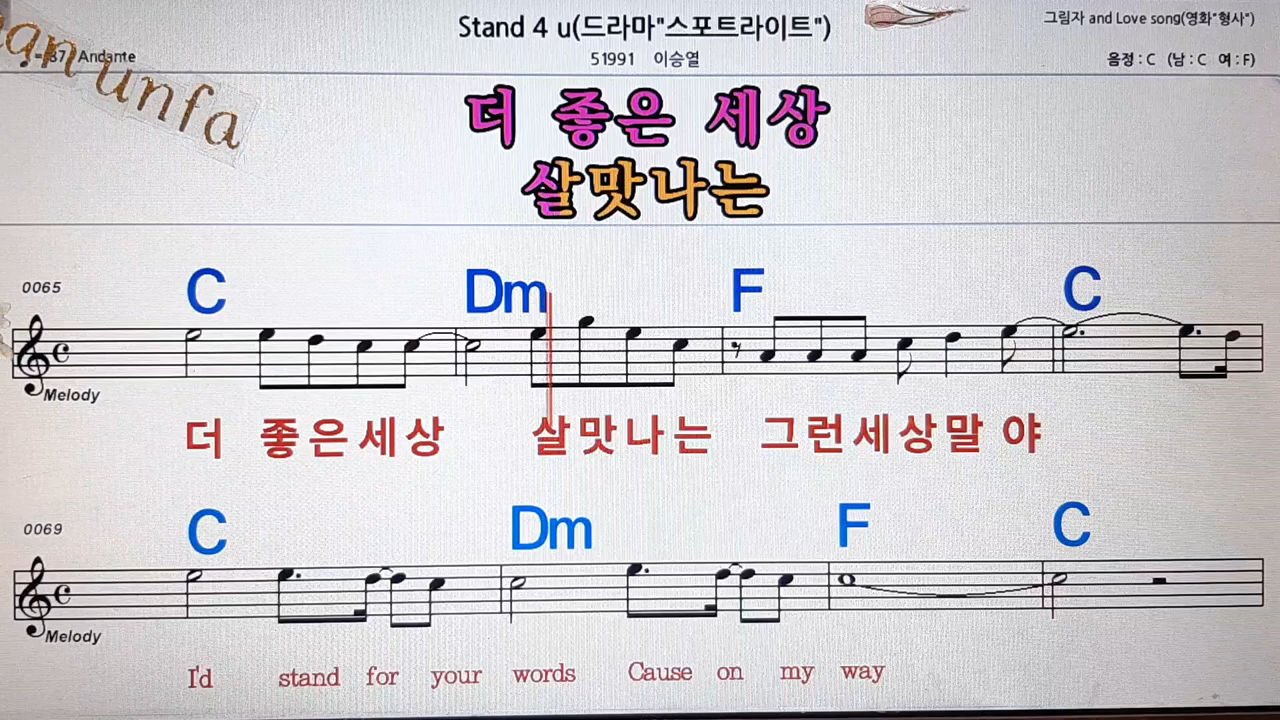 Stand 4 u(드라마"스포트라이트")
그림자 and Love song(영화"형사")
Andante
51991 이승열
음정 : C (남 : C 여 : F)
an unfa
더 좋은 세상
살맛나는
C Dm F C
0065
Melody
더 좋은세상 살맛나는 그런세상말 야
C Dm F C
0069
Melody
I'd stand for your words Cause on my way